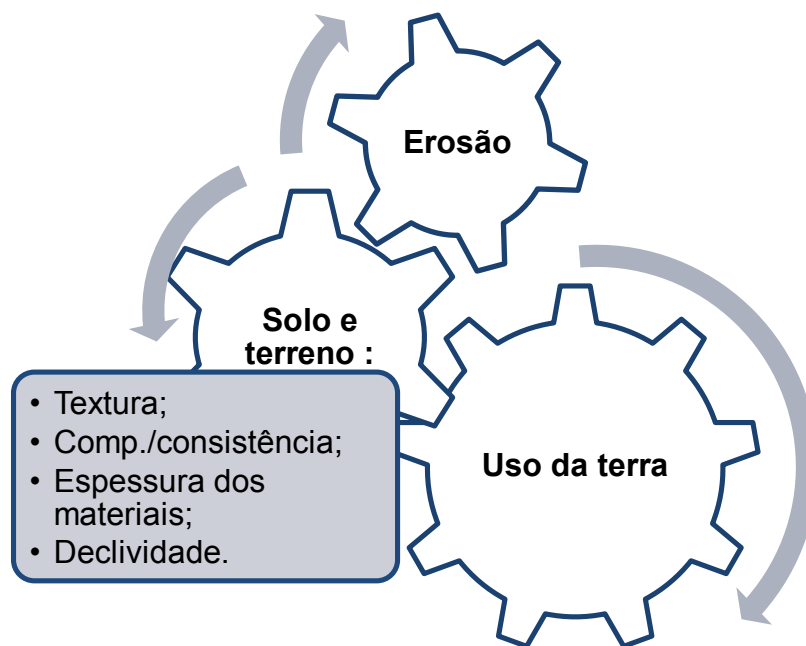 Erosão
Solo e
terreno :
• Textura;
• Comp./consistência;
• Espessura dos
materiais;
• Declividade.
Uso da terra